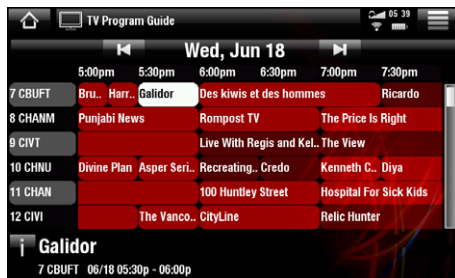 TV Program Guide
05 39
Wed, Jun 18
5:00pm 5:30pm 6:00pm 6:30pm 7:00pm 7:30pm
7 CBUFT Bru.. Harr.. Galidor Des kiwis et des hommes Ricardo
8 CHANM Punjabi News Rompost TV The Price Is Right
9 CIVT Live With Regis and Kel.. The View
10 CHNU Divine Plan Asper Seri.. Recreating.. Credo Kenneth C.. Diya
11 CHAN 100 Huntley Street Hospital For Sick Kids
12 CIVI The Vanco.. CityLine Relic Hunter
i Galidor
7 CBUFT 06/18 05:30p - 06:00p